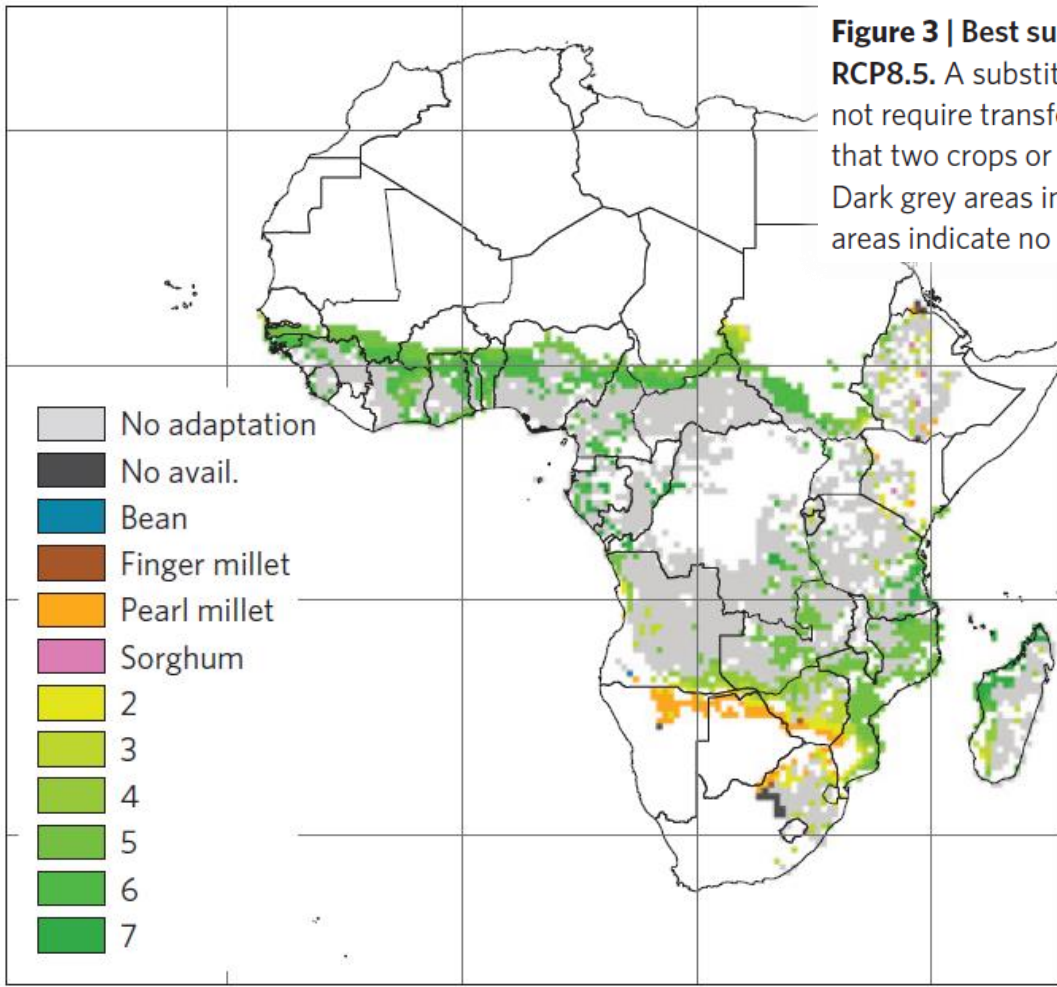 Figure 3 | Best su
RCP8.5. A substit
not require transfe
that two crops or
Dark grey areas in
areas indicate no
No adaptation
No avail.
Bean
Finger millet
Pearl millet
Sorghum
2
3
4
5
6
7